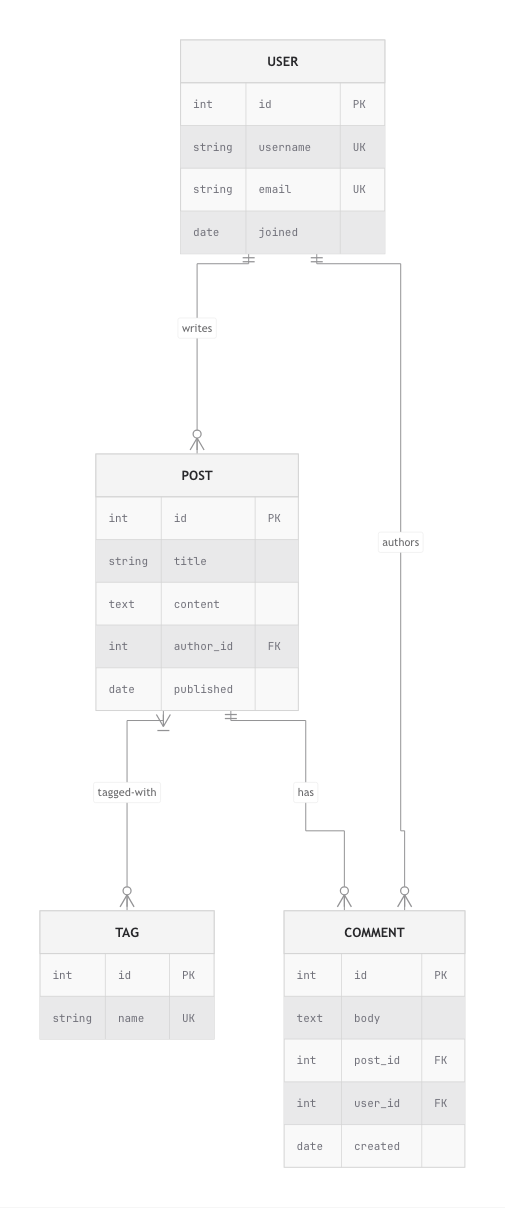 USER
int id PK
string username UK
string email UK
date joined
writes
POST
int id PK
string title
text content
int author_id FK
date published
authors
tagged-with
has
TAG
int id PK
string name UK
COMMENT
int id PK
text body
int post_id FK
int user_id FK
date created